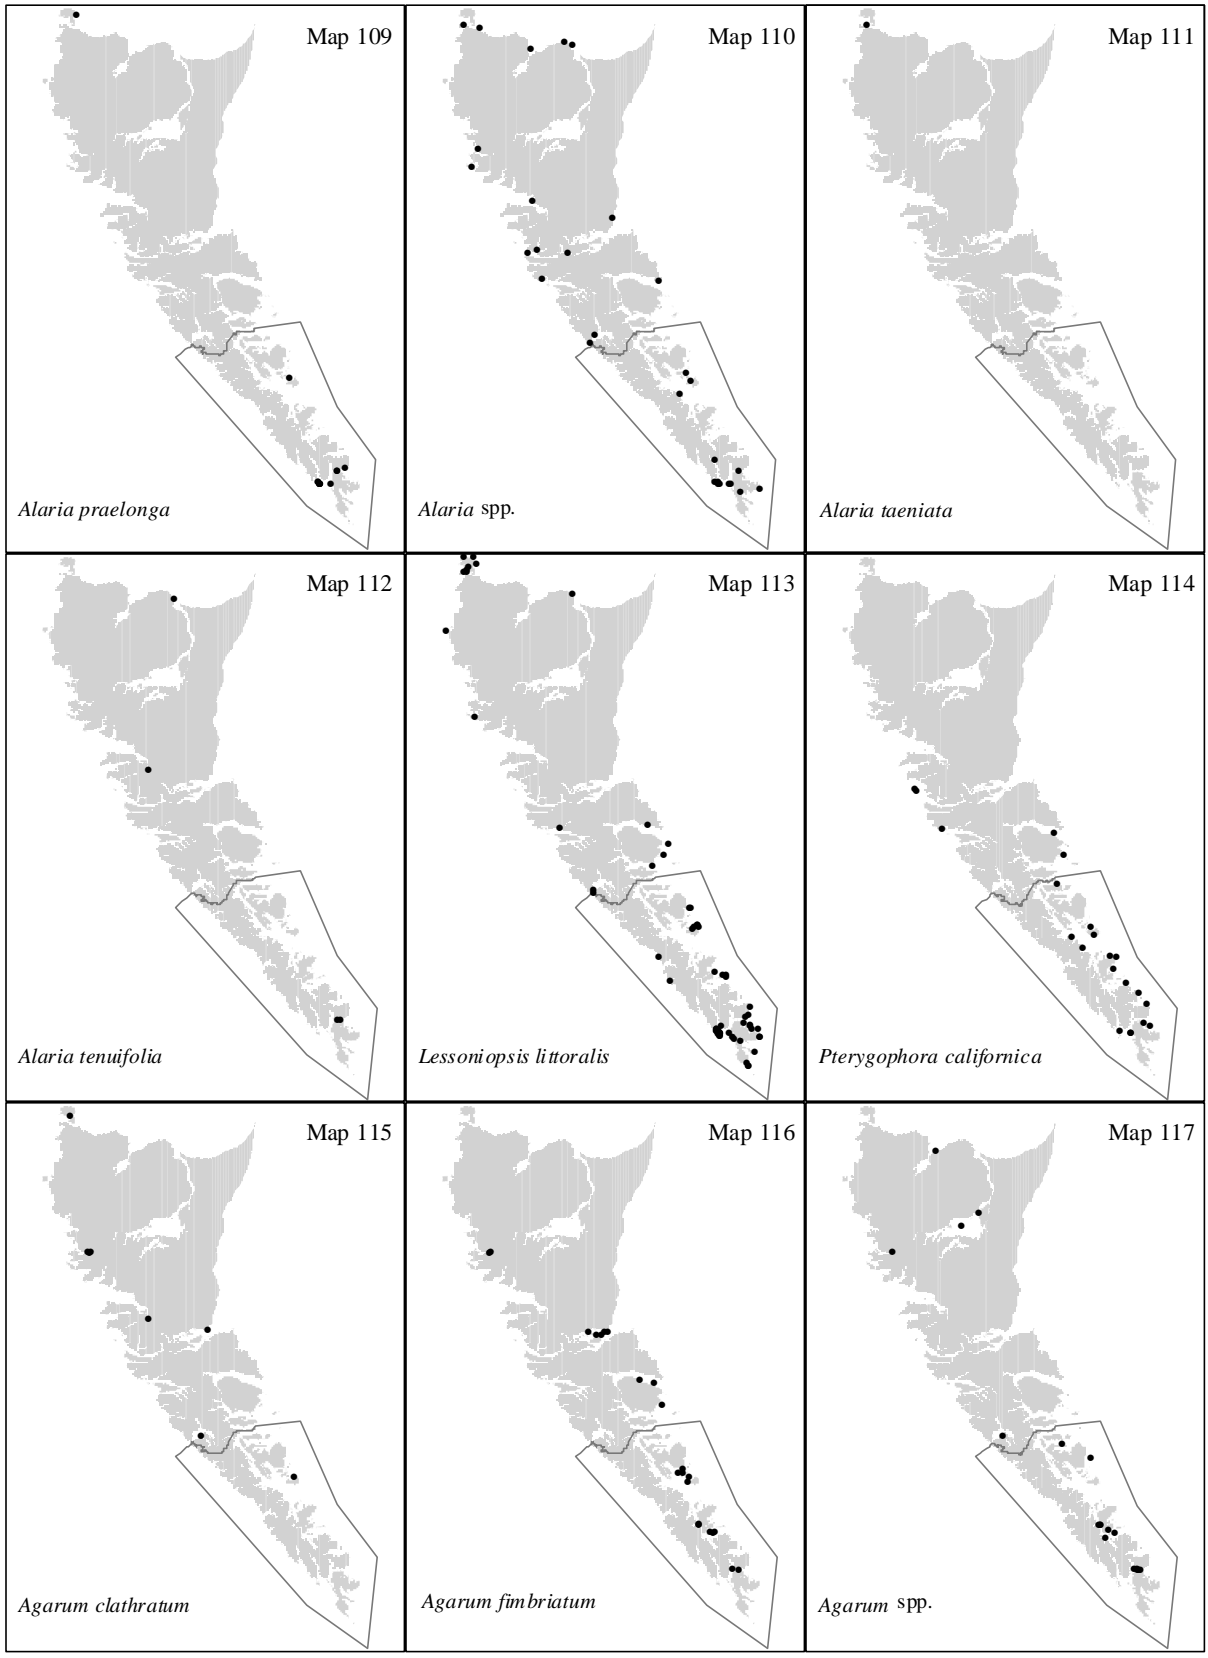 Map 109
Alaria praelonga
Map 110
Alaria spp.
Map 111
Alaria taeniata
Map 112
Alaria tenuifolia
Map 113
Lessoniopsis littoralis
Map 114
Pterygophora californica
Map 115
Agarum clathratum
Map 116
Agarum fimbriatum
Map 117
Agarum spp.